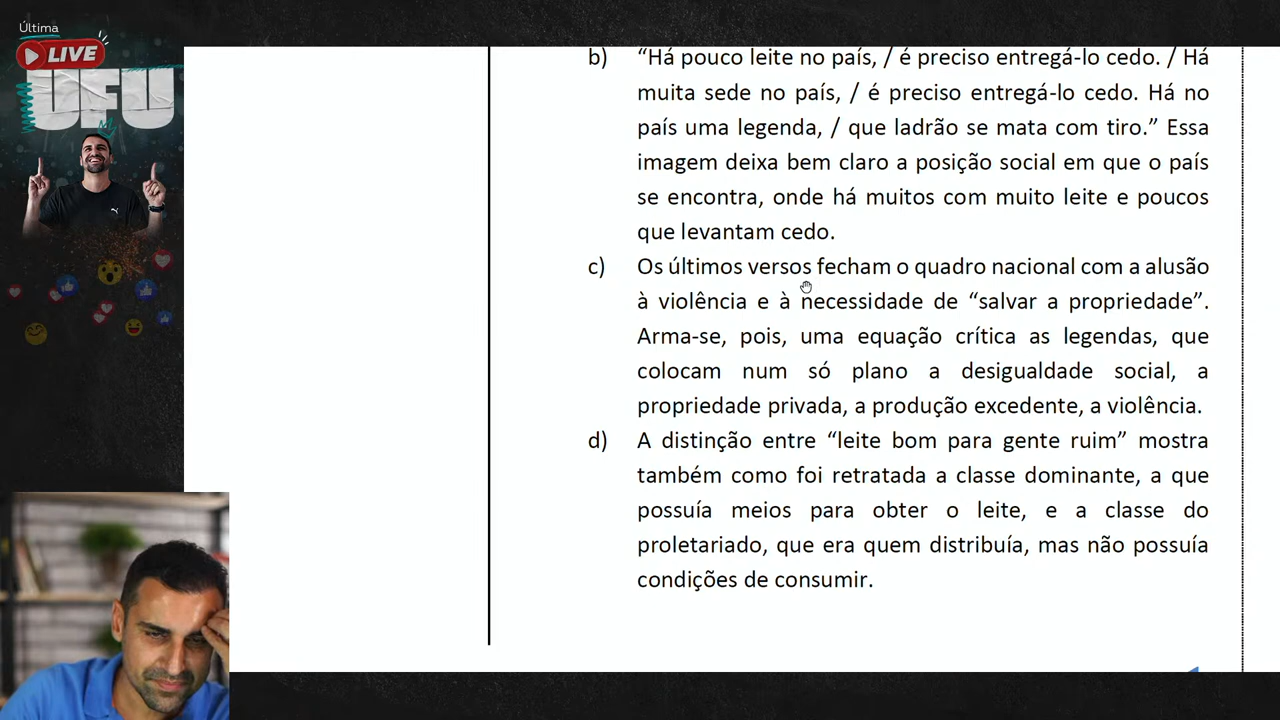 Última
LIVE
UFU
b) “Há pouco leite no país, / é preciso entregá-lo cedo. / Há
muita sede no país, / é preciso entregá-lo cedo. Há no
país uma legenda, / que ladrão se mata com tiro.” Essa
imagem deixa bem claro a posição social em que o país
se encontra, onde há muitos com muito leite e poucos
que levantam cedo.
c) Os últimos versos fecham o quadro nacional com a alusão
à violência e à necessidade de “salvar a propriedade”.
Arma-se, pois, uma equação crítica as legendas, que
colocam num só plano a desigualdade social, a
propriedade privada, a produção excedente, a violência.
d) A distinção entre “leite bom para gente ruim” mostra
também como foi retratada a classe dominante, a que
possuía meios para obter o leite, e a classe do
proletariado, que era quem distribuía, mas não possuía
condições de consumir.